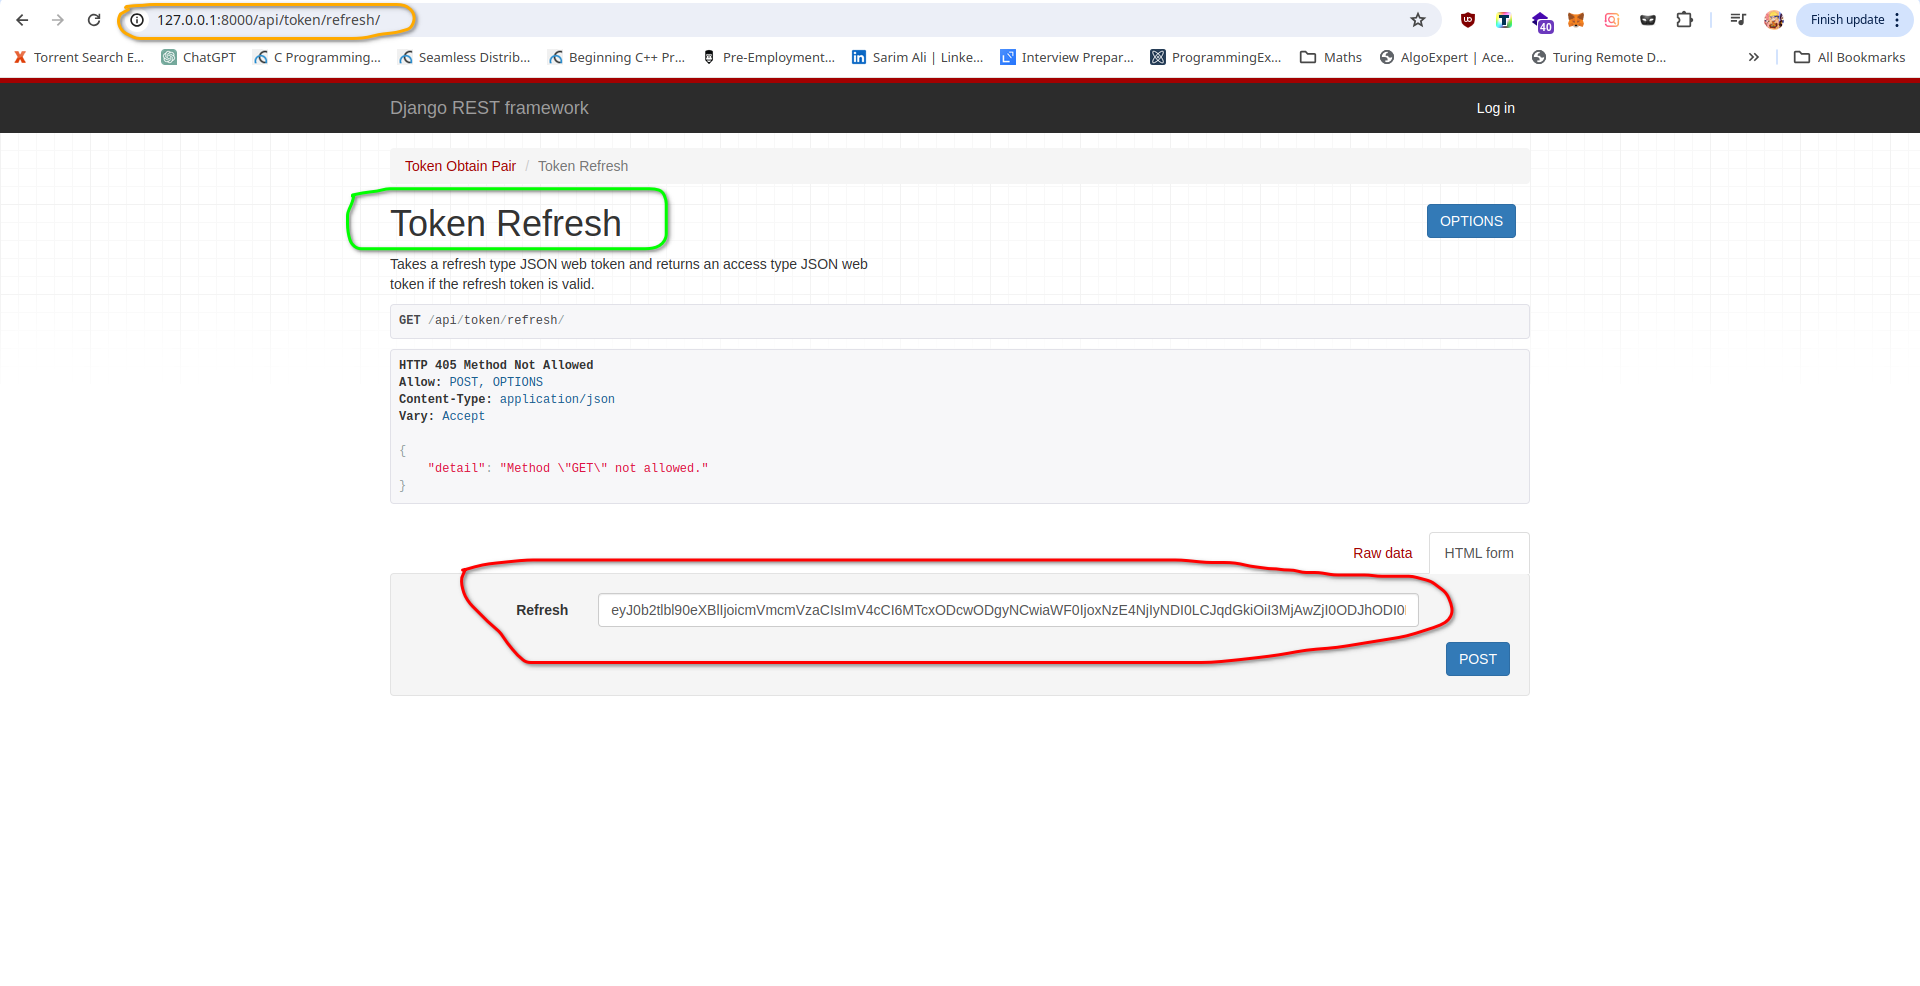 127.0.0.1:8000/api/token/refresh/
40
Finish update
Torrent Search E... ChatGPT C Programming... Seamless Distrib... Beginning C++ Pr... Pre-Employment... Sarim Ali | Linke... Interview Prepar... ProgrammingEx... Maths AlgoExpert | Ace... Turing Remote D... » All Bookmarks
Django REST framework Log in
Token Obtain Pair / Token Refresh
Token Refresh
OPTIONS
Takes a refresh type JSON web token and returns an access type JSON web
token if the refresh token is valid.
GET /api/token/refresh/
HTTP 405 Method Not Allowed
Allow: POST, OPTIONS
Content-Type: application/json
Vary: Accept
{
"detail": "Method \"GET\" not allowed."
}
Raw data HTML form
Refresh eyJ0b2tlbl90eXBlIjoicmVmcmVzaCIsImV4cCI6MTcxODcwODgyNCwiaWF0IjoxNzE4NjIyNDI0LCJqdGkiOiI3MjAwZjI0ODJhODI0
POST